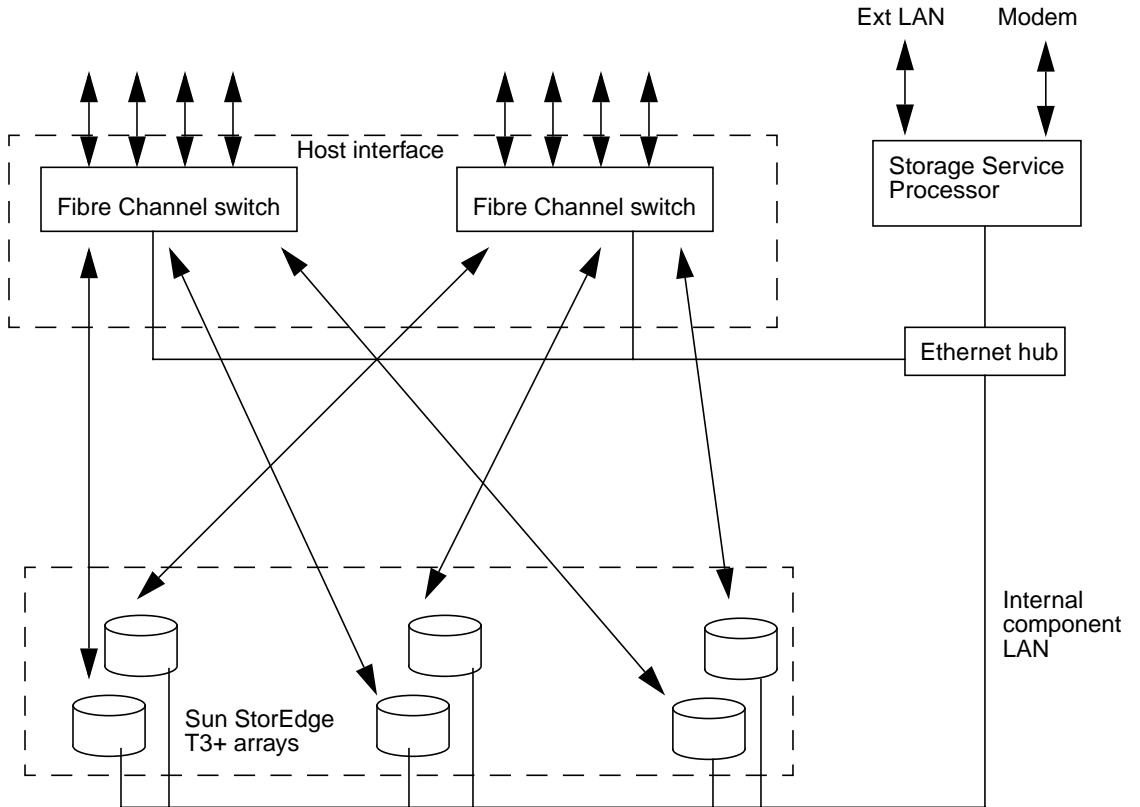 Ext LAN
Modem
Host interface
Fibre Channel switch
Fibre Channel switch
Storage Service
Processor
Ethernet hub
Internal
component
LAN
Sun StorEdge
T3+ arrays